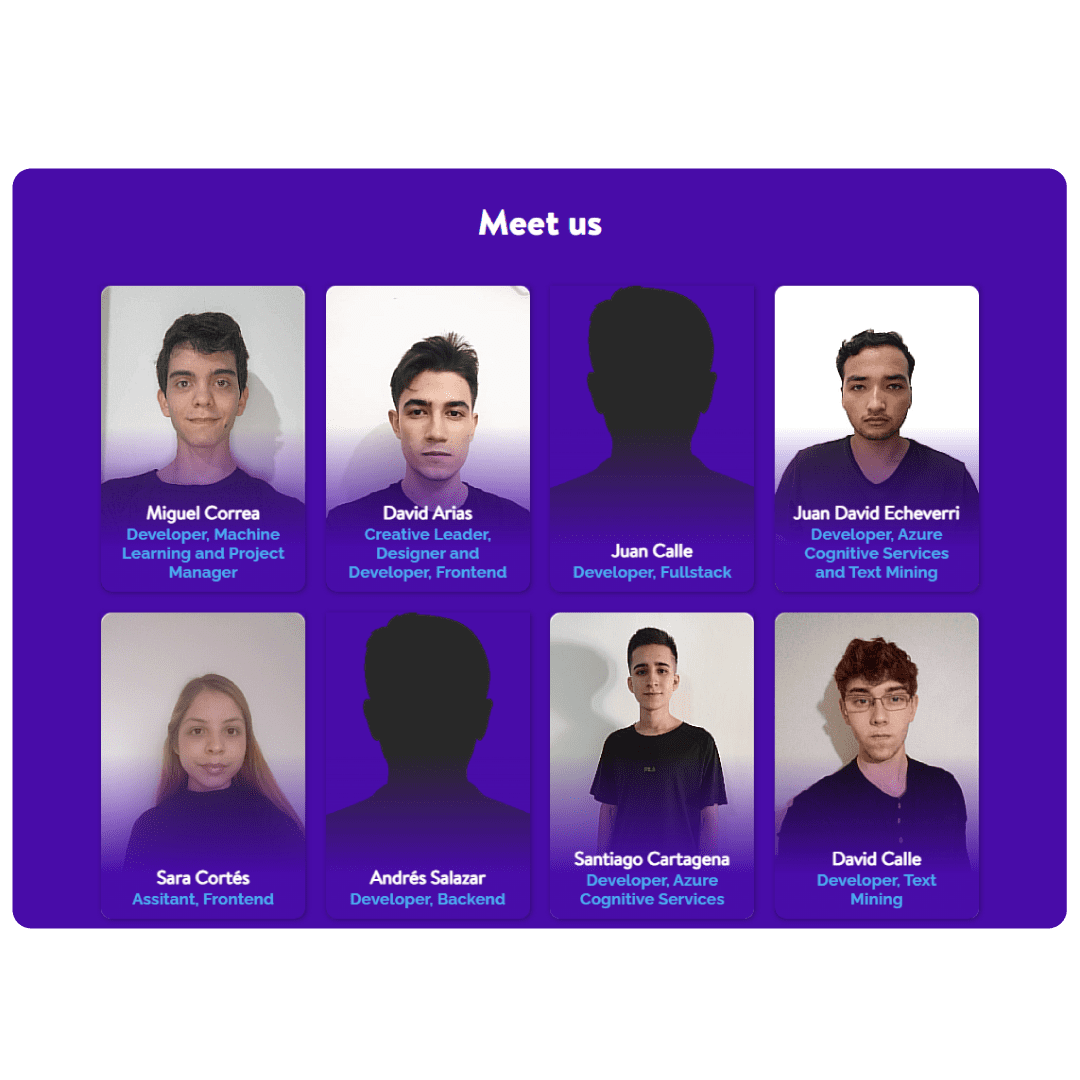 Meet us
Miguel Correa
Developer, Machine
Learning and Project
Manager
David Arias
Creative Leader,
Designer and
Developer, Frontend
Juan Calle
Developer, Fullstack
Juan David Echeverri
Developer, Azure
Cognitive Services
and Text Mining
Sara Cortés
Assitant, Frontend
Andrés Salazar
Developer, Backend
Santiago Cartagena
Developer, Azure
Cognitive Services
David Calle
Developer, Text
Mining